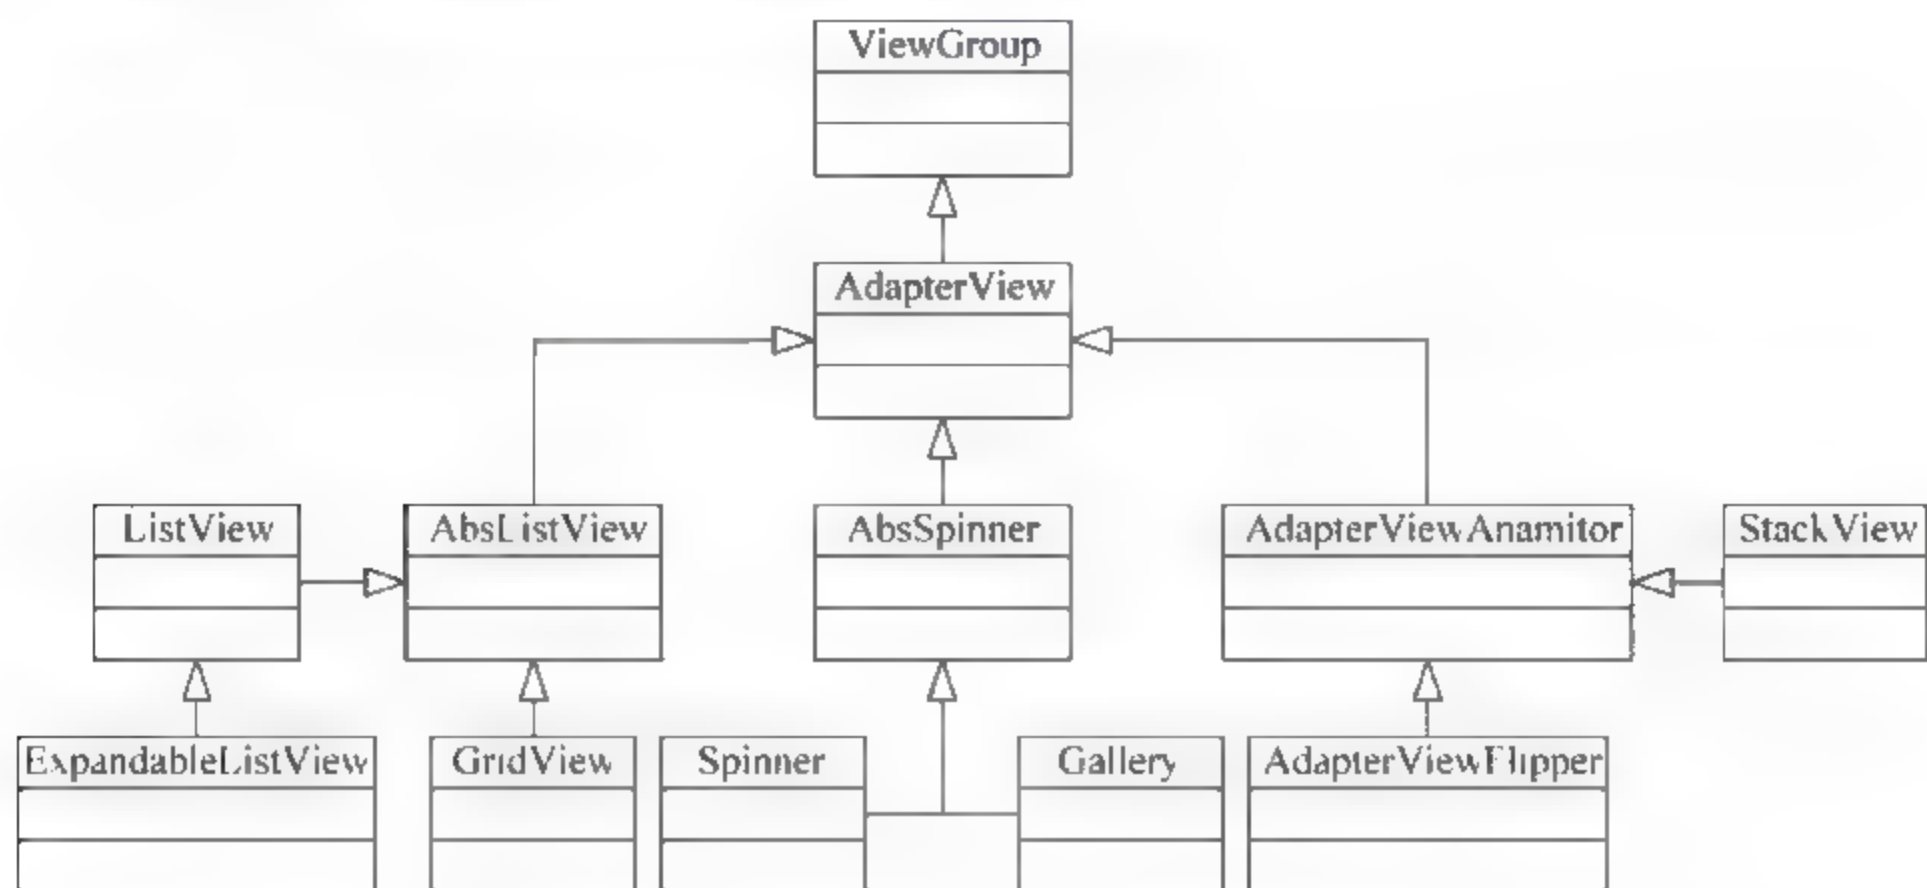 ViewGroup
AdapterView
ListView
AbsListView
AbsSpinner
AdapterViewAnamitor
StackView
ExpandableListView
GridView
Spinner
Gallery
AdapterViewFlipper